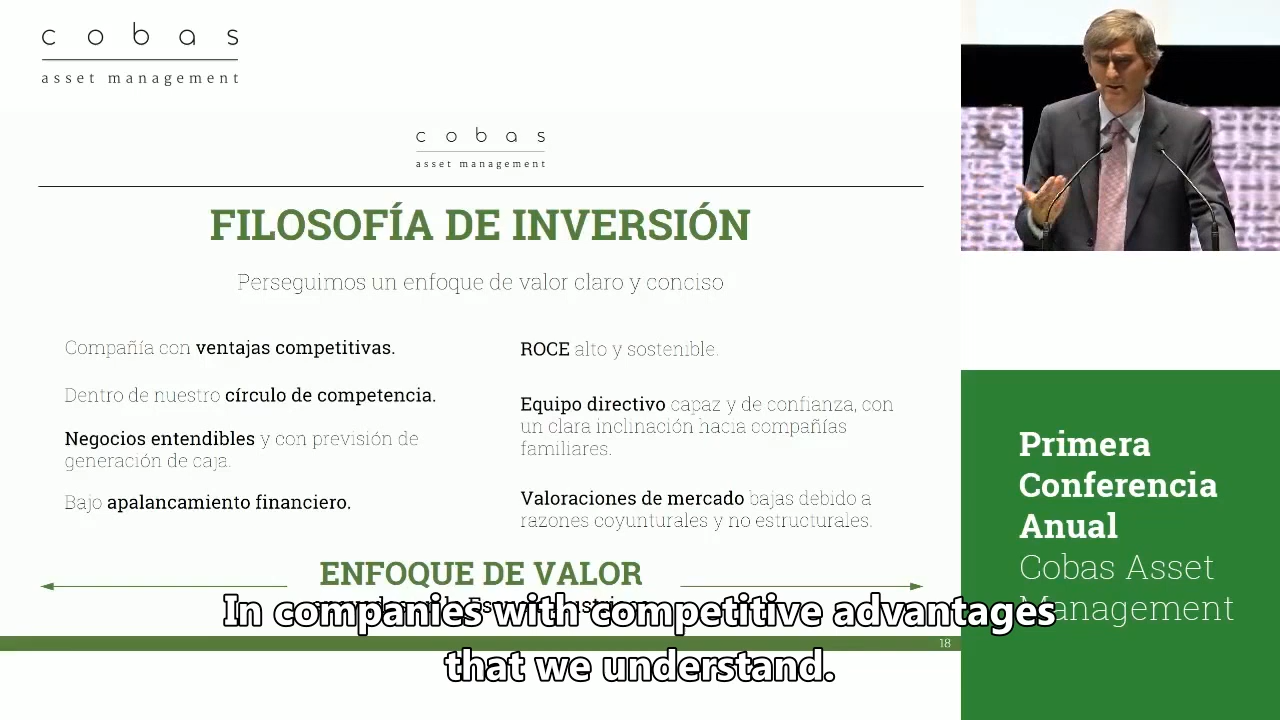 cobas
asset management
cobas
asset management
FILOSOFÍA DE INVERSIÓN
Perseguimos un enfoque de valor claro y conciso
Compañía con ventajas competitivas.
Dentro de nuestro círculo de competencia.
Negocios entendibles y con previsión de
generación de caja.
Bajo apalancamiento financiero.
ROCE alto y sostenible.
Equipo directivo capaz y de confianza, con
un clara inclinación hacia compañías
familiares.
Valoraciones de mercado bajas debido a
razones coyunturales y no estructurales.
ENFOQUE DE VALOR
18
Primera
Conferencia
Anual
Cobas Asset
Management
In companies with competitive advantages
that we understand.